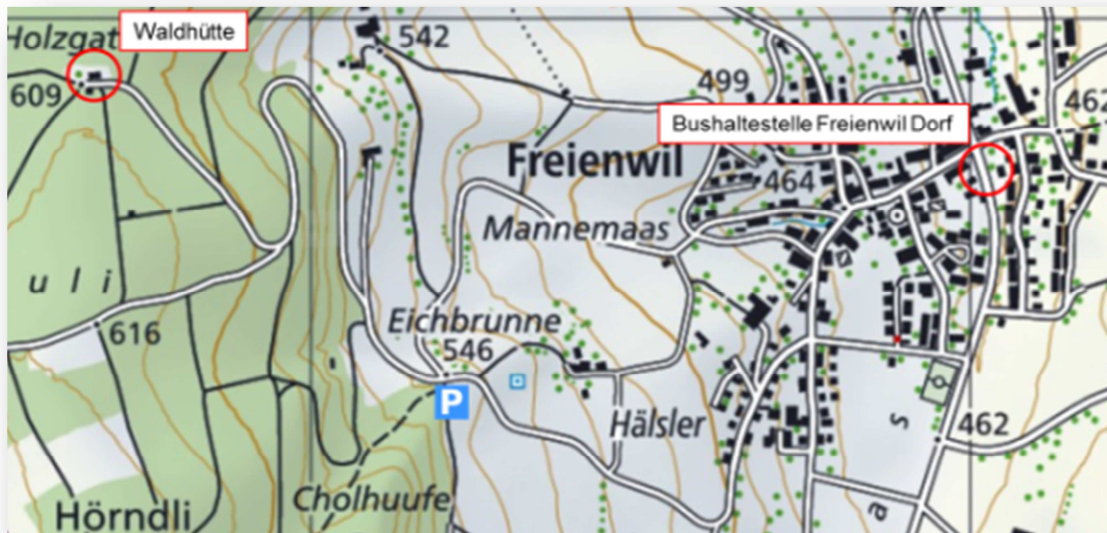 Holzgat
Waldhütte
542
609
499
462
Bushaltestelle Freienwil Dorf
Freienwil
464
Mannemaas
u l i
616
Eichbrunne
546
P
Hälsler
s
462
Cholhuufe
a
Hörndli